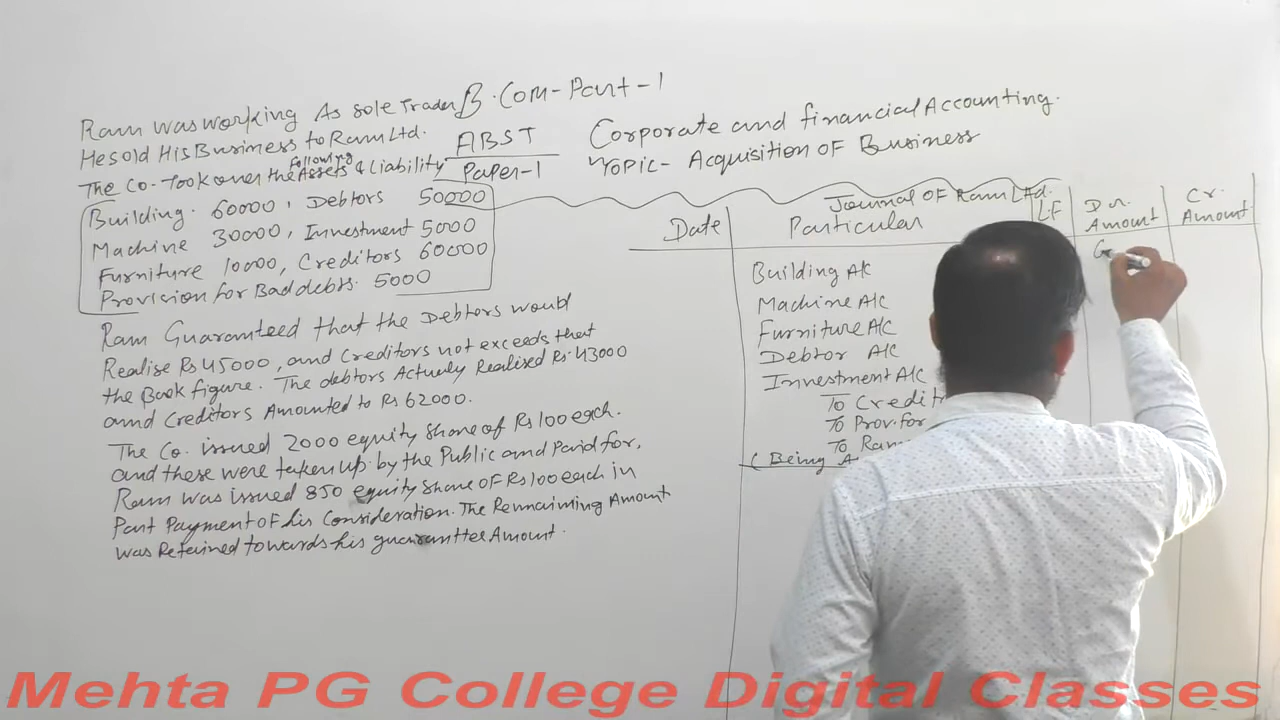 Ram was working As sole Trader
He sold His Business to Ram Ltd.
The Co. Took over the following Assets & Liability
Building. 60000, Debtors 50000
Machine 30000, Investment 5000
Furniture 10000, Creditors 60000
Provision for Bad debts. 5000
Ram Guaranteed that the Debtors would
Realise Rs 45000, and Creditors not exceeds that
the Book figure. The debtors Actually Realised Rs. 43000
and Creditors Amounted to Rs 62000.
The Co. issued 2000 equity share of Rs 100 each.
and these were taken up by the Public and Paid for,
Ram was issued 850 equity share of Rs 100 each in
Part Payment of his Consideration. The Remaining Amount
was Retained towards his guarantter Amount.
B.Com-Part-1
ABST
Paper-1
Corporate and financial Accounting.
Topic- Acquisition OF Business
Journal OF Ram Ltd.
Date Particular LF Dr. Amount Cr. Amount
Building A/c
Machine A/c
Furniture A/c
Debtor A/c
Investment A/c
To
To Prov. for
To Ram
(Being
Mehta PG College Digital Classes